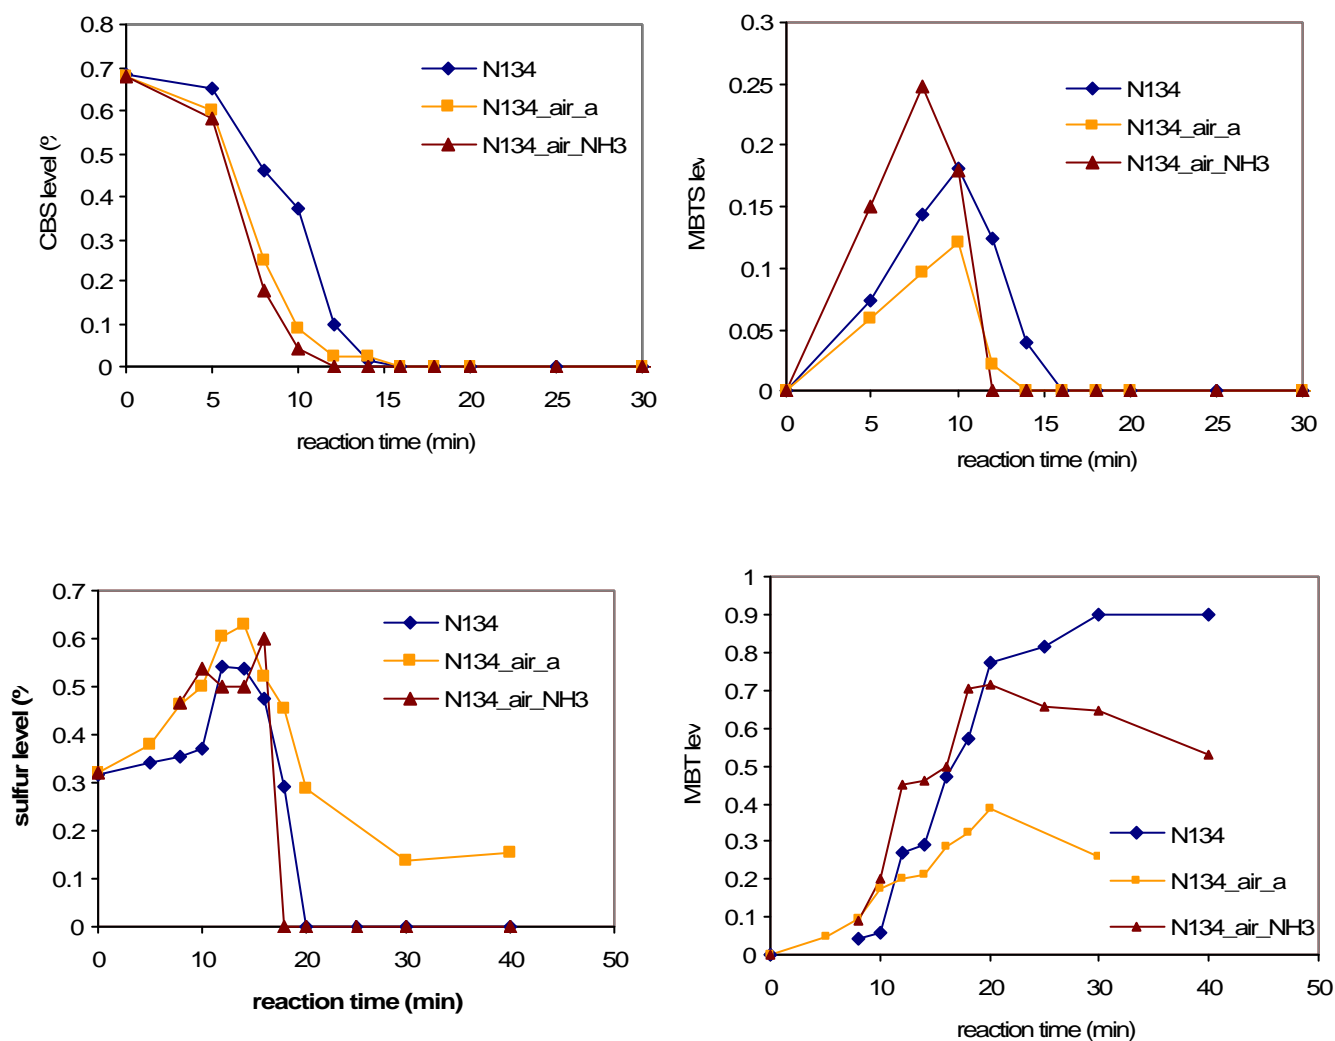 0.8
0.7
0.6
0.5
0.4
0.3
0.2
0.1
0
CBS level (%
N134
N134_air_a
N134_air_NH3
0 5 10 15 20 25 30
reaction time (min)
0.3
0.25
0.2
0.15
0.1
0.05
0
MBTS lev
N134
N134_air_a
N134_air_NH3
0 5 10 15 20 25 30
reaction time (min)
0.7
0.6
0.5
0.4
0.3
0.2
0.1
0
sulfur level (%
N134
N134_air_a
N134_air_NH3
0 10 20 30 40 50
reaction time (min)
1
0.9
0.8
0.7
0.6
0.5
0.4
0.3
0.2
0.1
0
MBT lev
N134
N134_air_a
N134_air_NH3
0 10 20 30 40 50
reaction time (min)